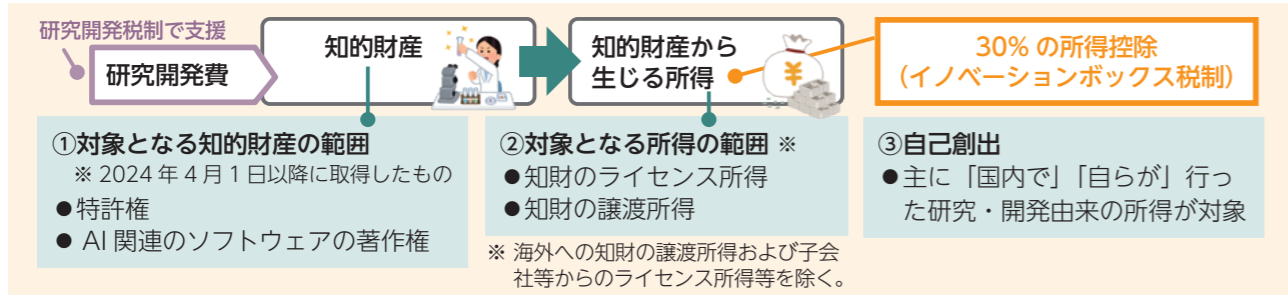 研究開発税制で支援
研究開発費
知的財産
知的財産から
生じる所得
¥
30% の所得控除
(イノベーションボックス税制)
①対象となる知的財産の範囲
※ 2024 年 4 月 1 日以降に取得したもの
●特許権
● AI 関連のソフトウェアの著作権
②対象となる所得の範囲 ※
●知財のライセンス所得
●知財の譲渡所得
※ 海外への知財の譲渡所得および子会
社等からのライセンス所得等を除く。
③自己創出
●主に「国内で」「自らが」行っ
た研究・開発由来の所得が対象